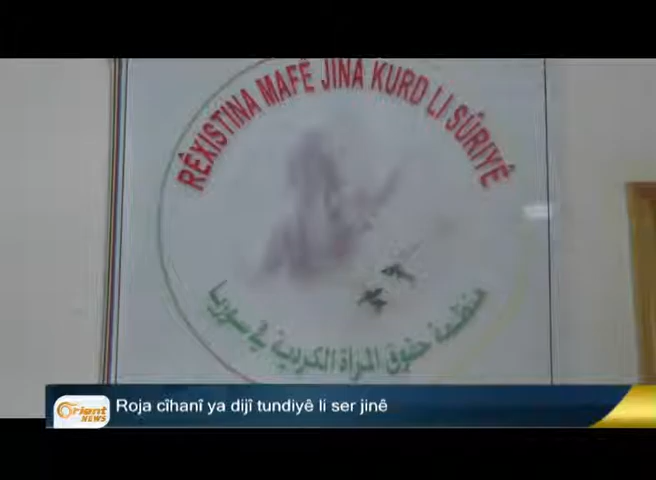 RÊXISTINA MAFÊ JINA KURD LI SÛRIYÊ
منظمة حقوق المرأة الكردية في سوريا
Orient NEWS
Roja cîhanî ya dijî tundiyê li ser jinê